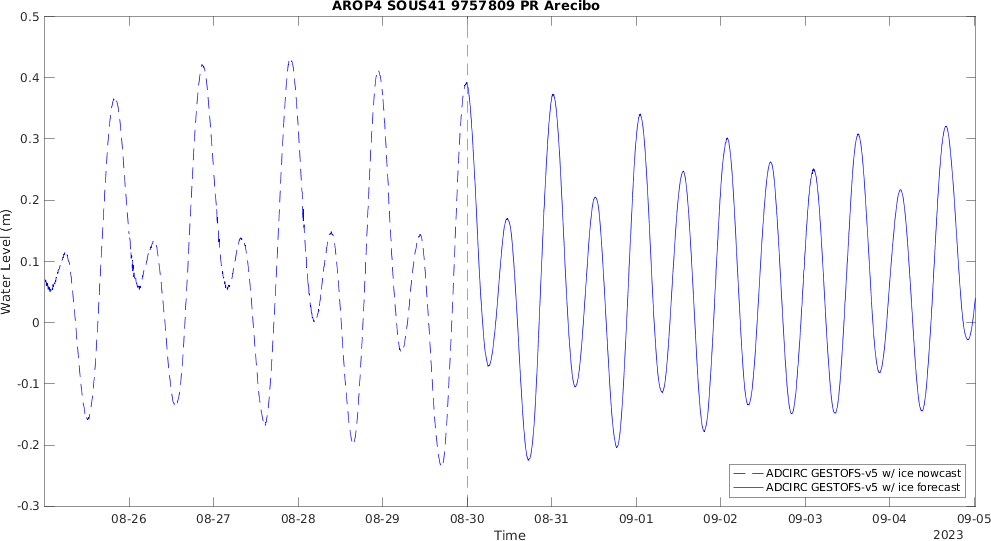 AROP4 SOUS41 9757809 PR Arecibo
0.5
0.4
0.3
0.2
0.1
0
-0.1
-0.2
-0.3
Water Level (m)
ADCIRC GESTOFS-v5 w/ ice nowcast
ADCIRC GESTOFS-v5 w/ ice forecast
08-26 08-27 08-28 08-29 08-30 08-31 09-01 09-02 09-03 09-04 09-05
Time
2023